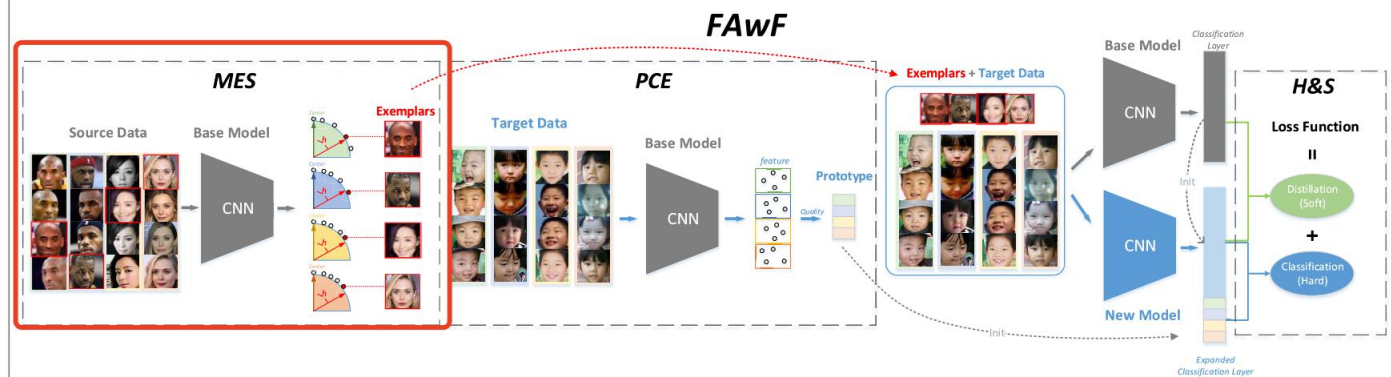 FAwF
MES
Source Data
Base Model
CNN
Exemplars
PCE
Target Data
Base Model
CNN
feature
Quality
Prototype
Exemplars + Target Data
Base Model
CNN
Classification
Layer
Init
CNN
New Model
Init
Expanded
Classification Layer
H&S
Loss Function
=
Distillation
(Soft)
+
Classification
(Hard)